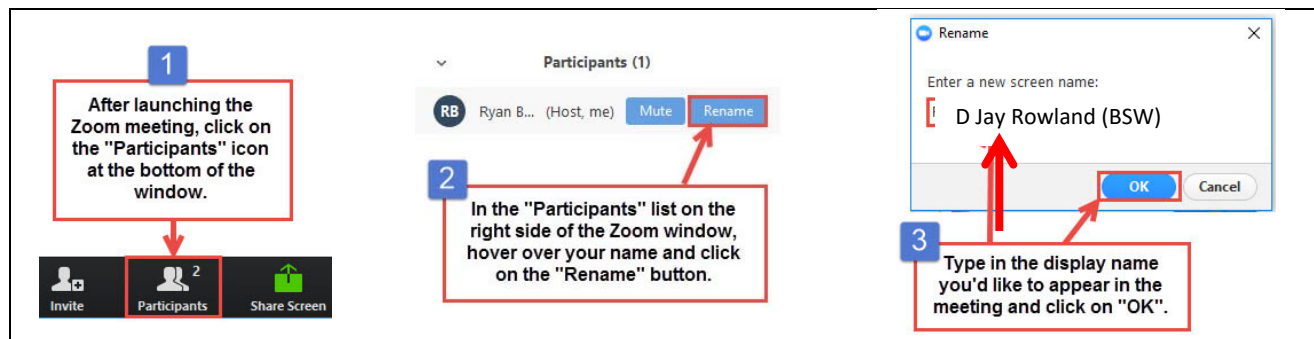 1
After launching the
Zoom meeting, click on
the "Participants" icon
at the bottom of the
window.
Invite
Participants
2
Share Screen
Participants (1)
RB
Ryan B... (Host, me)
Mute
Rename
2
In the "Participants" list on the
right side of the Zoom window,
hover over your name and click
on the "Rename" button.
Rename
Enter a new screen name:
D Jay Rowland (BSW)
OK
Cancel
3
Type in the display name
you'd like to appear in the
meeting and click on "OK".